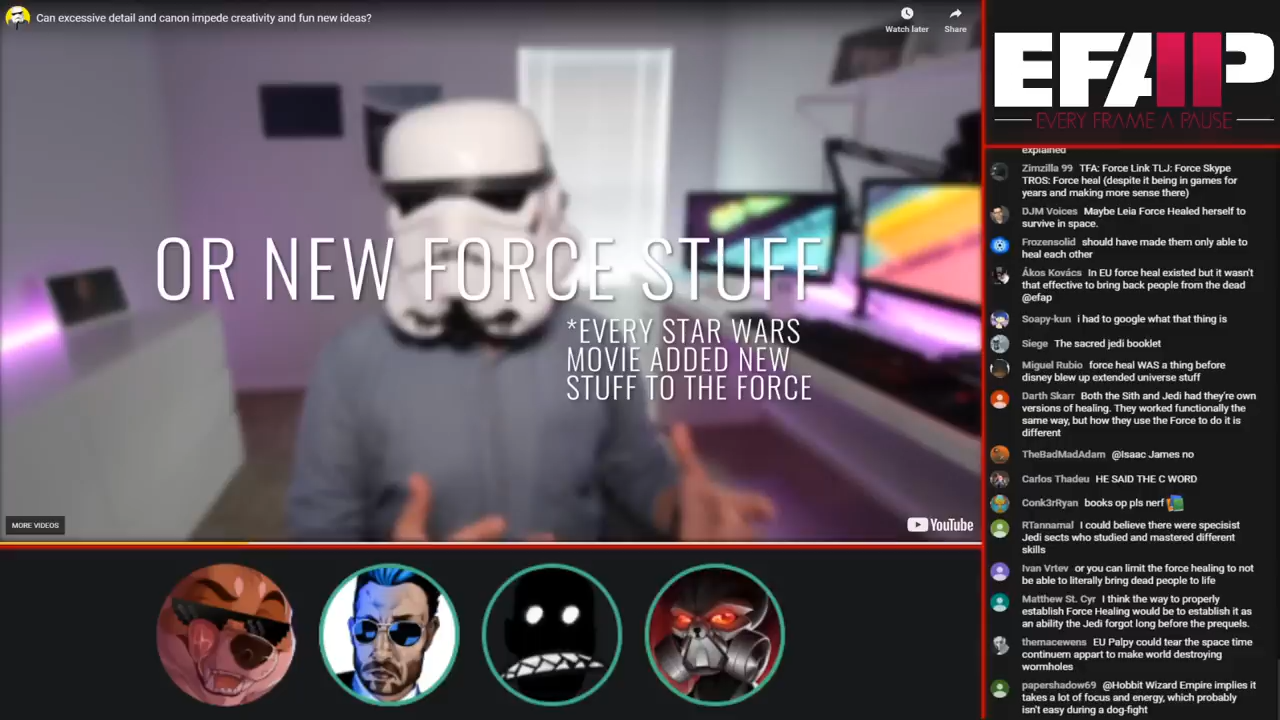 Can excessive detail and canon impede creativity and fun new ideas?
Watch later
Share
OR NEW FORCE STUFF
*EVERY STAR WARS
MOVIE ADDED NEW
STUFF TO THE FORCE
MORE VIDEOS
YouTube
EFAP
EVERY FRAME A PAUSE
explained
Zimzilla 99 TFA: Force Link TLJ: Force Skype
TROS: Force heal (despite it being in games for
years and making more sense there)
DJM Voices Maybe Leia Force Healed herself to
survive in space.
Frozensolid should have made them only able to
heal each other
Ákos Kovács In EU force heal existed but it wasn't
that effective to bring back people from the dead
@efap
Soapy-kun i had to google what that thing is
Siege The sacred jedi booklet
Miguel Rubio force heal WAS a thing before
disney blew up extended universe stuff
Darth Skarr Both the Sith and Jedi had they're own
versions of healing. They worked functionally the
same way, but how they use the Force to do it is
different
TheBadMadAdam @Isaac James no
Carlos Thadeu HE SAID THE C WORD
Conk3rRyan books op pls nerf
RTannamal I could believe there were specisist
Jedi sects who studied and mastered different
skills
Ivan Vrtev or you can limit the force healing to not
be able to literally bring dead people to life
Matthew St. Cyr I think the way to properly
establish Force Healing would be to establish it as
an ability the Jedi forgot long before the prequels.
themacewens EU Palpy could tear the space time
continuem appart to make world destroying
wormholes
papershadow69 @Hobbit Wizard Empire implies it
takes a lot of focus and energy, which probably
isn't easy during a dog-fight